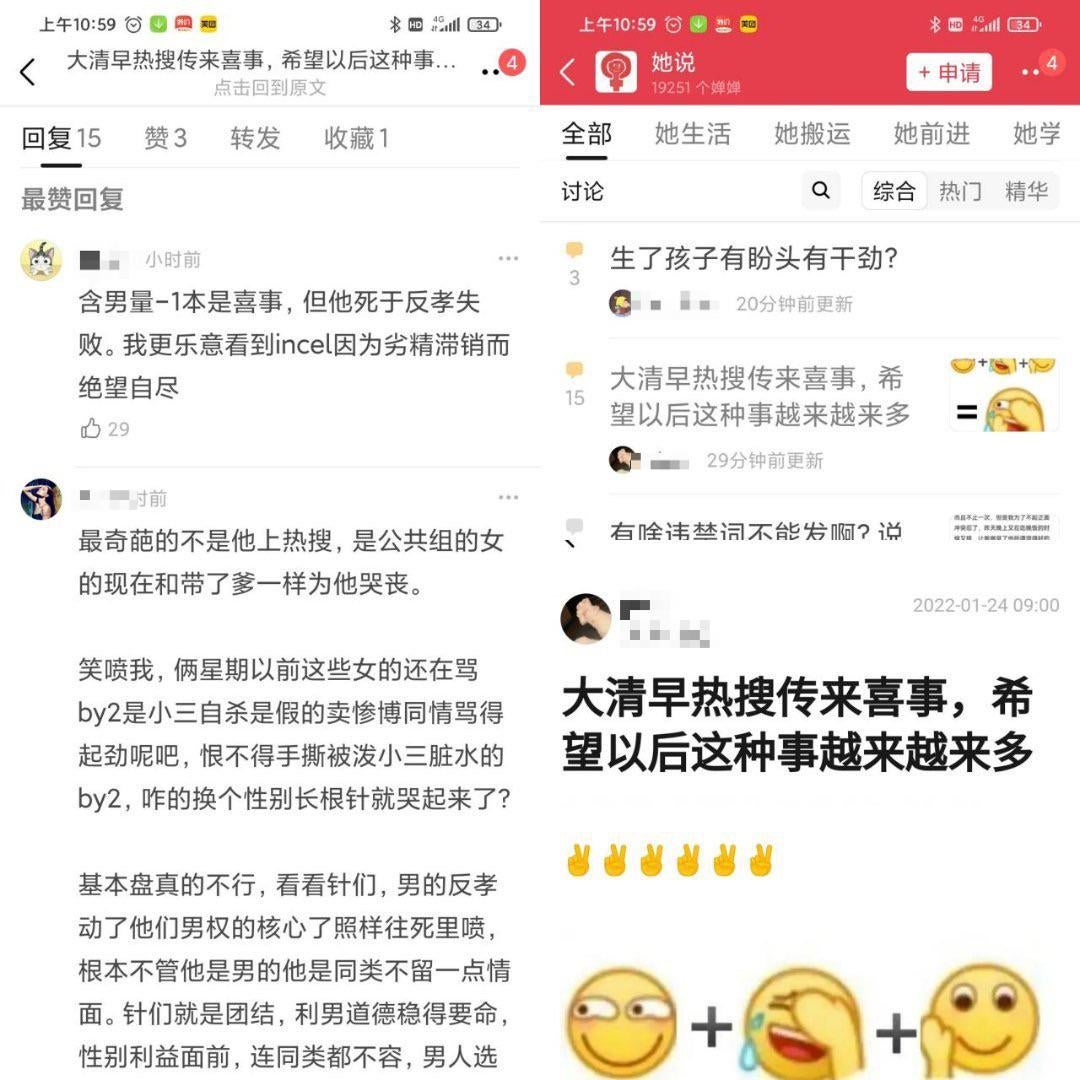 上午10:59
4G
HD
34
大清早热搜传来喜事，希望以后这种事...
点击回到原文
4
回复 15 赞 3 转发 收藏 1
最赞回复
小时前
含男量-1本是喜事，但他死于反孝失
败。我更乐意看到incel因为劣精滞销而
绝望自尽
29
时前
最奇葩的不是他上热搜，是公共组的女
的现在和带了爹一样为他哭丧。
笑喷我，俩星期以前这些女的还在骂
by2是小三自杀是假的卖惨博同情骂得
起劲呢吧，恨不得手撕被泼小三脏水的
by2，咋的换个性别长根针就哭起来了？
基本盘真的不行，看看针们，男的反孝
动了他们男权的核心了照样往死里喷，
根本不管他是男的他是同类不留一点情
面。针们就是团结，利男道德稳得要命，
性别利益面前，连同类都不容，男人选
上午10:59
HD
4G
34
她说
19251 个婵婵
+ 申请
4
全部 她生活 她搬运 她前进 她学
讨论
综合 热门 精华
生了孩子有盼头有干劲？
3
20分钟前更新
大清早热搜传来喜事，希
望以后这种事越来越来多
15
29分钟前更新
有啥违禁词不能发啊？说
2022-01-24 09:00
大清早热搜传来喜事，希
望以后这种事越来越来多